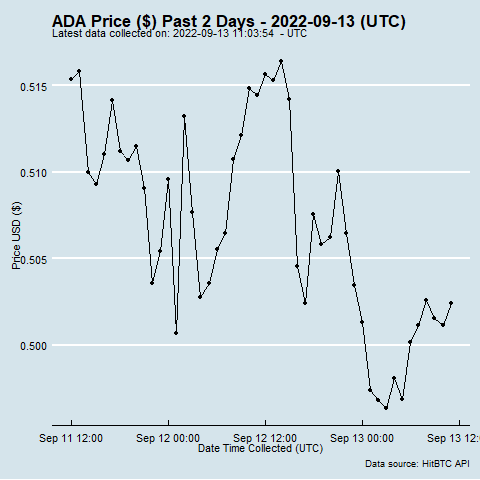 ADA Price ($) Past 2 Days - 2022-09-13 (UTC)
Latest data collected on: 2022-09-13 11:03:54  - UTC
0.515
0.510
0.505
0.500
Price USD ($)
Sep 11 12:00
Sep 12 00:00
Sep 12 12:00
Sep 13 00:00
Sep 13 12:0
Date Time Collected (UTC)
Data source: HitBTC API